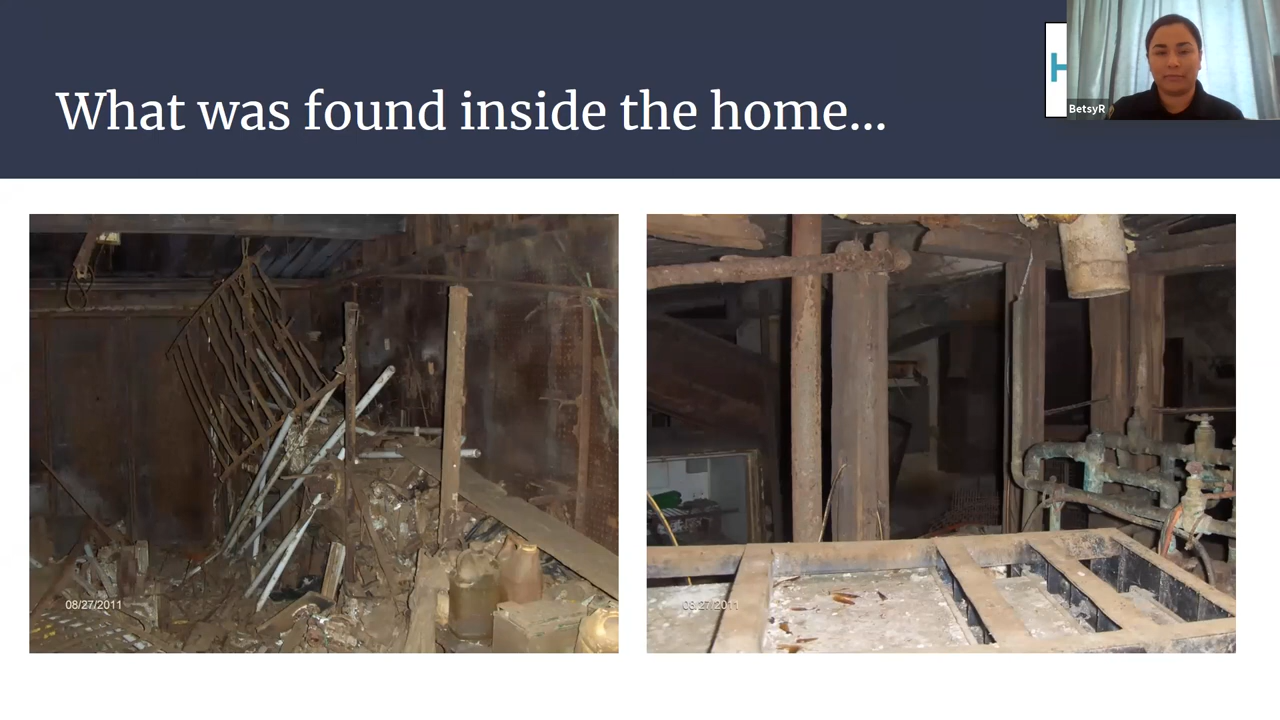 What was found inside the home...
H
BetsyR
08/27/2011
08/27/2011